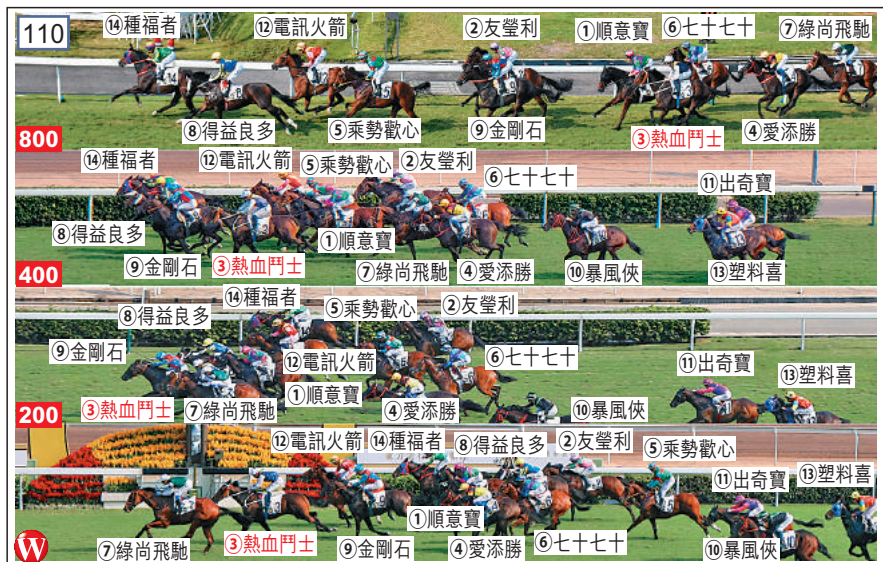 110
⑭種福者 ⑫電訊火箭 ②友瑩利 ①順意寶 ⑥七十七十 ⑦綠尚飛馳
⑧得益良多 ⑤乘勢歡心 ⑨金剛石 ③熱血鬥士 ④愛添勝
800
⑭種福者 ⑫電訊火箭 ⑤乘勢歡心 ②友瑩利 ⑥七十七十 ⑪出奇寶
⑧得益良多 ①順意寶
⑨金剛石 ③熱血鬥士 ⑦綠尚飛馳 ④愛添勝 ⑩暴風俠 ⑬塑料喜
400
⑧得益良多 ⑭種福者 ⑤乘勢歡心 ②友瑩利
⑨金剛石 ⑫電訊火箭 ⑥七十七十 ⑪出奇寶 ⑬塑料喜
③熱血鬥士 ⑦綠尚飛馳 ①順意寶 ④愛添勝 ⑩暴風俠
200
⑫電訊火箭 ⑭種福者 ⑧得益良多 ②友瑩利 ⑤乘勢歡心
⑪出奇寶 ⑬塑料喜
①順意寶
⑦綠尚飛馳 ③熱血鬥士 ⑨金剛石 ④愛添勝 ⑥七十七十 ⑩暴風俠
W